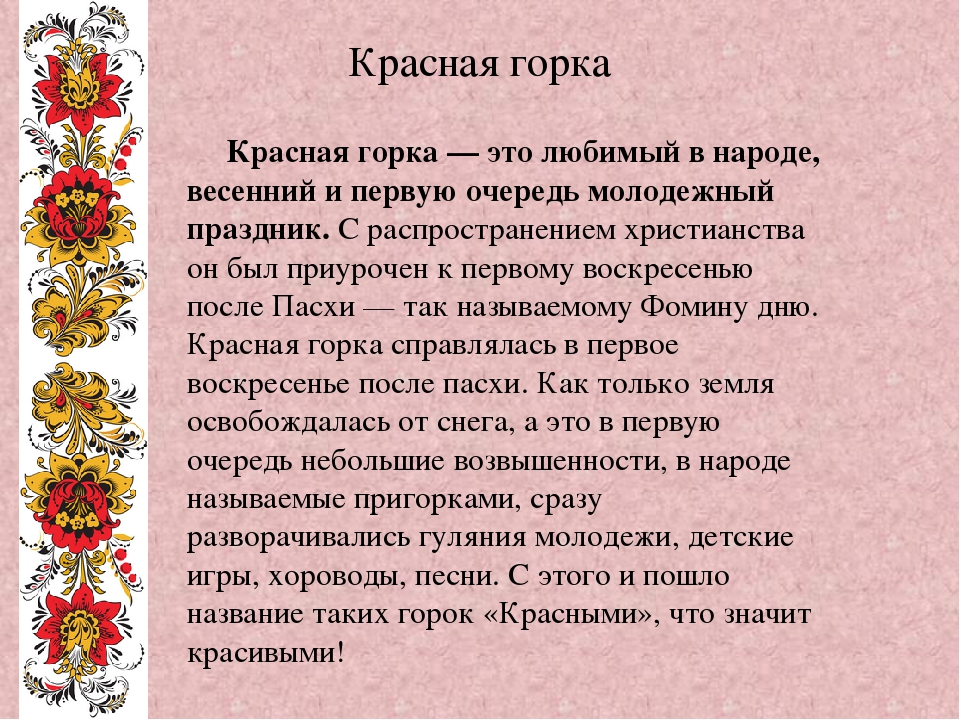 Красная горка
Красная горка — это любимый в народе,
весенний и первую очередь молодежный
праздник. С распространением христианства
он был приурочен к первому воскресенью
после Пасхи — так называемому Фомину дню.
Красная горка справлялась в первое
воскресенье после пасхи. Как только земля
освобождалась от снега, а это в первую
очередь небольшие возвышенности, в народе
называемые пригорками, сразу
разворачивались гуляния молодежи, детские
игры, хороводы, песни. С этого и пошло
название таких горок «Красными», что значит
красивыми!